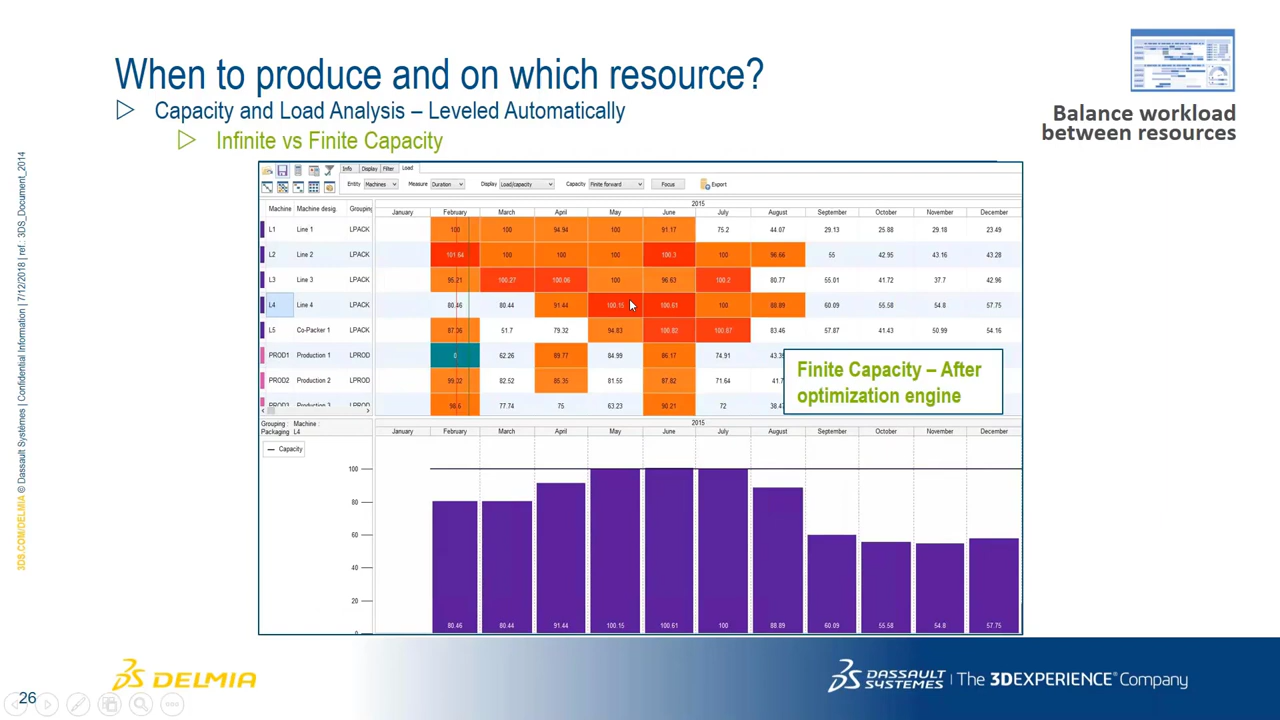 When to produce and on which resource?
Capacity and Load Analysis – Leveled Automatically
Infinite vs Finite Capacity
Balance workload
between resources
3DS.COM/DELMIA © Dassault Systèmes | Confidential Information | 7/12/2018 | ref.: 3DS_Document_2014
Info Display Filter Load
Entity Machines Measure Duration Display Load/capacity Capacity Finite forward Focus Export
2015
Machine Machine desig. Grouping January February March April May June July August September October November December
L1 Line 1 LPACK 100 100 94.94 100 91.17 75.2 44.07 29.13 25.88 29.18 23.49
L2 Line 2 LPACK 101.64 100 100 100 100.3 100 96.66 55 42.95 43.16 43.28
L3 Line 3 LPACK 95.21 100.27 100.06 100 96.63 100.2 80.77 55.01 41.72 37.7 42.96
L4 Line 4 LPACK 80.46 80.44 91.44 100.15 100.61 100 88.89 60.09 55.58 54.8 57.75
L5 Co-Packer 1 LPACK 87.06 51.7 79.32 94.83 100.82 100.87 83.46 57.87 41.43 50.99 54.16
PROD1 Production 1 LPROD 0 62.26 89.77 84.99 86.17 74.91
PROD2 Production 2 LPROD 99.02 82.52 85.35 81.55 87.82 71.64
PROD3 Production 3 LPROD 98.6 77.74 75 63.23 90.21 72
Finite Capacity – After
optimization engine
Grouping : Machine :
Packaging L4
2015
January February March April May June July August September October November December
Capacity
100
80
60
40
20
0
80.46 80.44 91.44 100.15 100.61 100 88.89 60.09 55.58 54.8 57.75
26
3S DELMIA
3S DASSAULT SYSTEMES | The 3DEXPERIENCE® Company